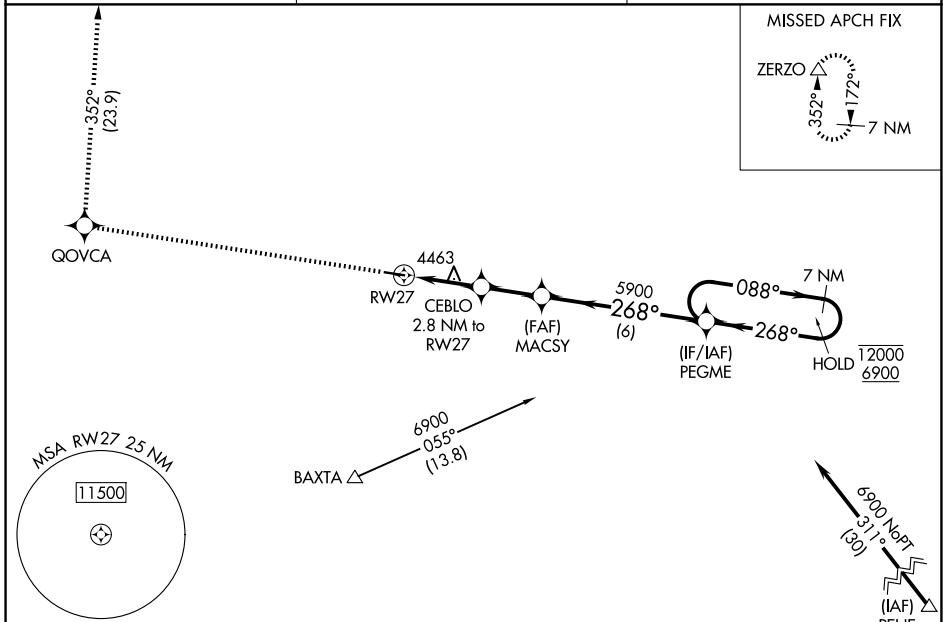 MISSED APCH FIX
ZERZO
352°
172°
7 NM
352°
(23.9)
QOVCA
4463
RW27
CEBLO
2.8 NM to
RW27
(FAF)
MACSY
5900
268°
(6)
7 NM
088°
268°
(IF/IAF)
PEGME
HOLD
12000
6900
6900
055°
(13.8)
BAXTA
MSA RW27 25 NM
11500
6900 NoPT
311°
(30)
(IAF)